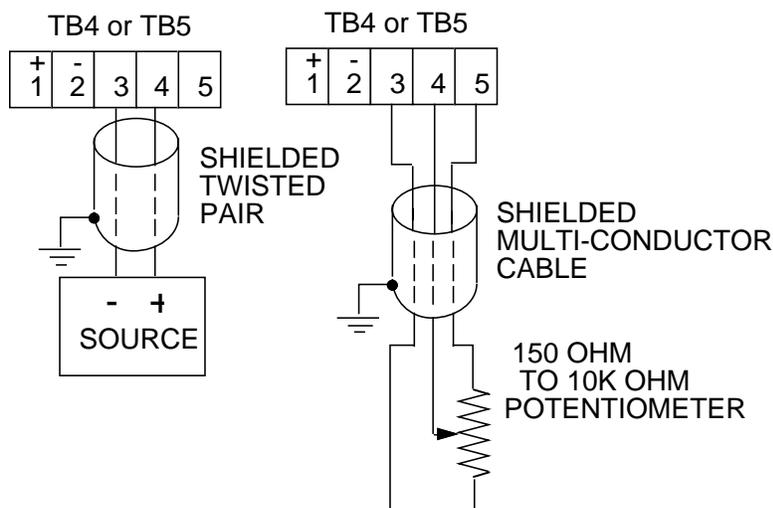 TB4 or TB5
+ -
1 2 3 4 5
SHIELDED
TWISTED
PAIR
- +
SOURCE
TB4 or TB5
+ -
1 2 3 4 5
SHIELDED
MULTI-CONDUCTOR
CABLE
150 OHM
TO 10K OHM
POTENTIOMETER